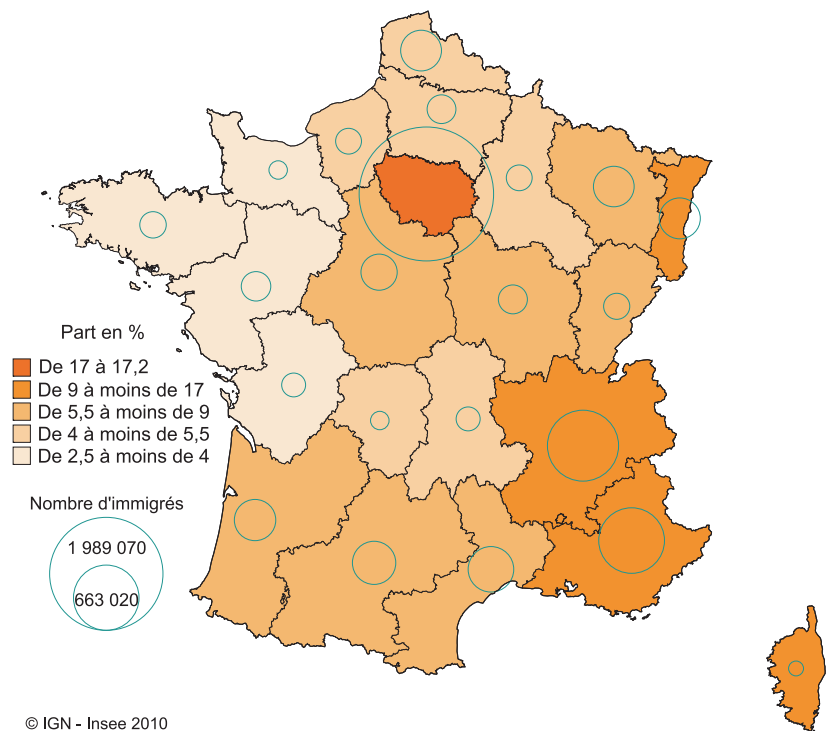 Part en %
De 17 à 17,2
De 9 à moins de 17
De 5,5 à moins de 9
De 4 à moins de 5,5
De 2,5 à moins de 4
Nombre d'immigrés
1 989 070
663 020
© IGN - Insee 2010